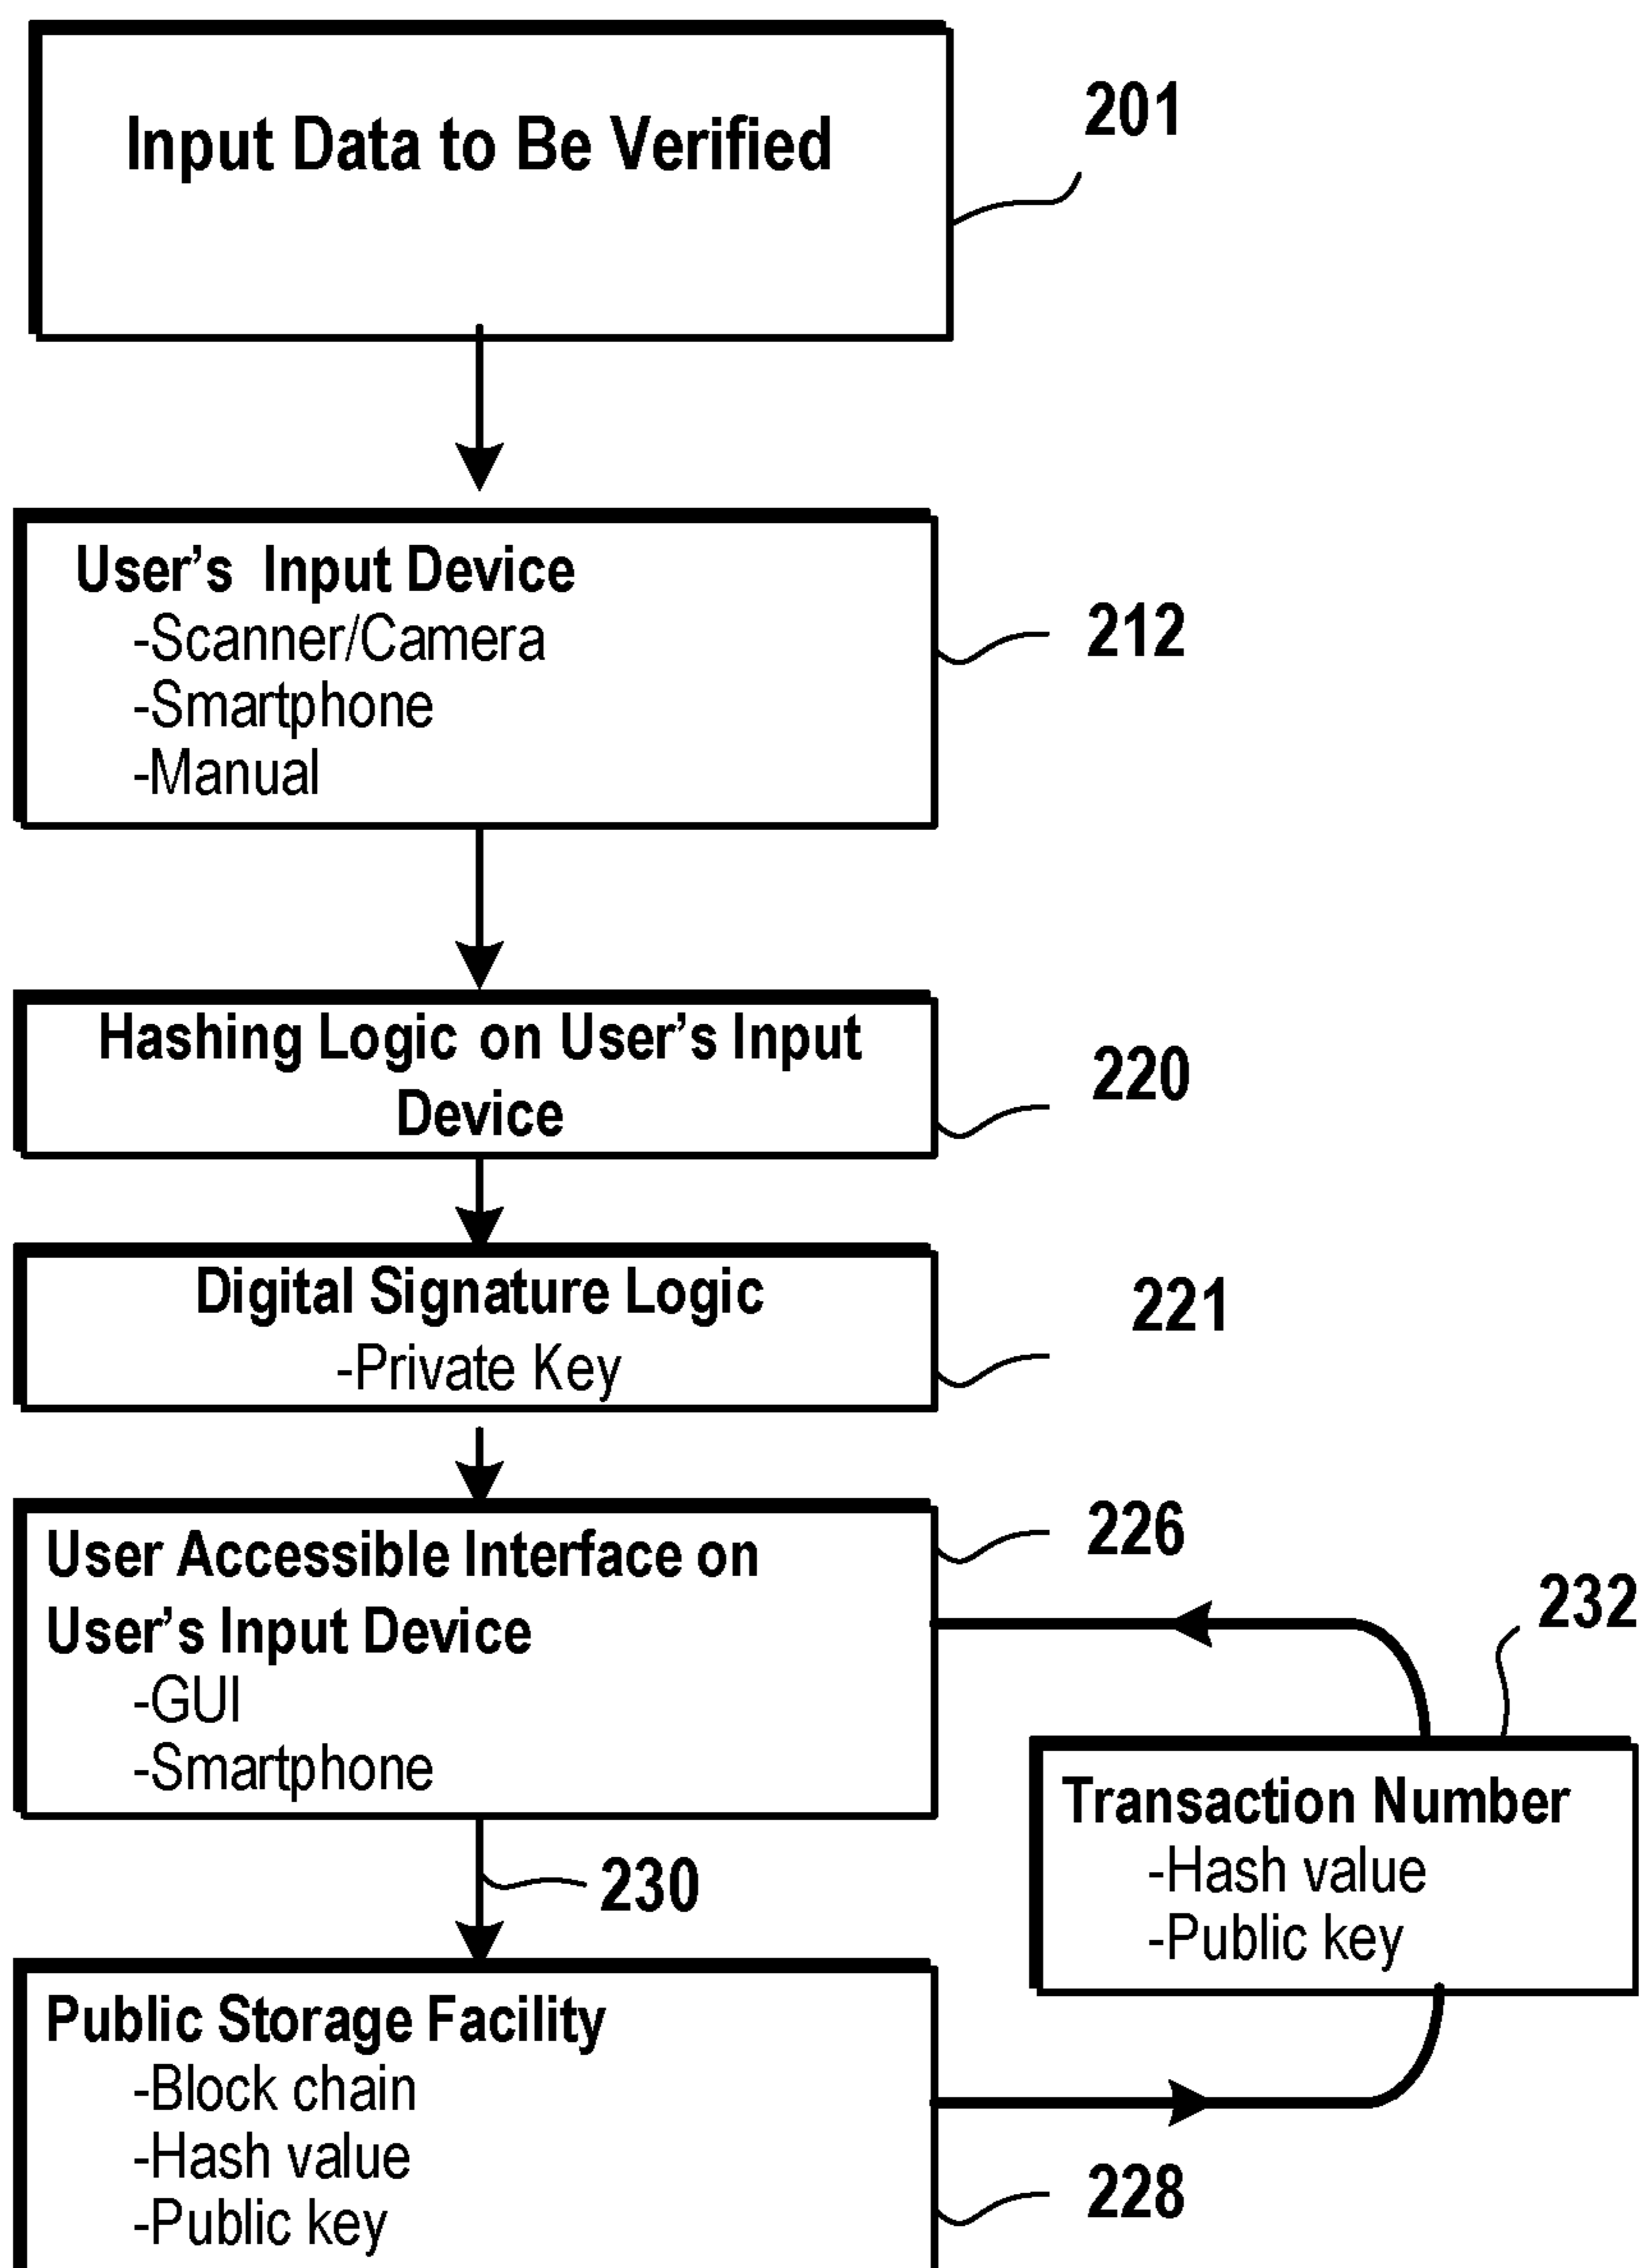 Input Data to Be Verified
201
User’s Input Device
-Scanner/Camera
-Smartphone
-Manual
212
Hashing Logic on User’s Input
Device
220
Digital Signature Logic
-Private Key
221
User Accessible Interface on
User’s Input Device
-GUI
-Smartphone
226
232
Transaction Number
-Hash value
-Public key
230
Public Storage Facility
-Block chain
-Hash value
-Public key
228